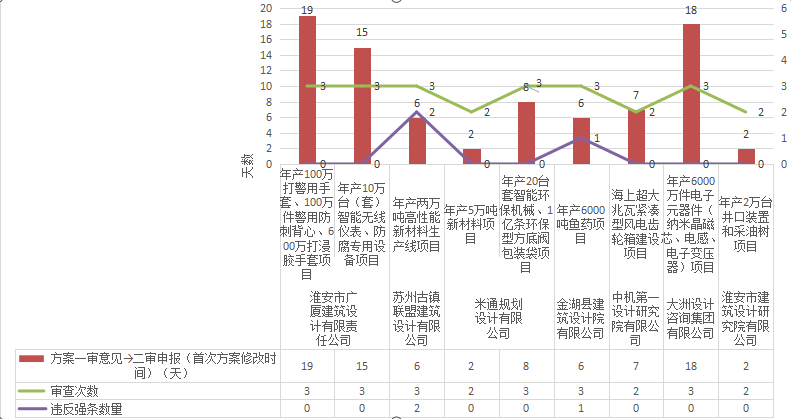 20
18
16
14
12
10
8
6
4
2
0
天数
6
5
4
3
2
1
0
19
15
6
2
8
6
7
18
2
3
3
3
2
3
3
2
3
2
0
0
2
0
0
1
0
0
0
年产100万
打警用手
套、100万
件警用防
刺背心、6
00万打浸
胶手套项
目
年产10万
台（套）
智能无线
仪表、防
腐专用设
备项目
年产两万
吨高性能
新材料生
产线项目
年产5万吨
新材料项
目
年产20台
套智能环
保机械、1
亿条环保
型方底阀
包装袋项
目
年产6000
吨鱼药项
目
海上超大
兆瓦紧凑
型风电齿
轮箱建设
项目
年产6000
万件电子
元器件（
纳米晶磁
芯、电感、
电子变压
器）项目
年产2万台
井口装置
和采油树
项目
淮安市广
厦建筑设
计有限责
任公司
苏州古镇
联盟建筑
设计有限
公司
米通规划
设计有限
公司
金湖县建
筑设计院
有限公司
中机第一
设计研究
院有限公
司
大洲设计
咨询集团
有限公司
淮安市建
筑设计研
究院有限
公司
方案一审意见→二审申报（首次方案修改时
间）（天） 19 15 6 2 8 6 7 18 2
审查次数 3 3 3 2 3 3 2 3 2
违反强条数量 0 0 2 0 0 1 0 0 0